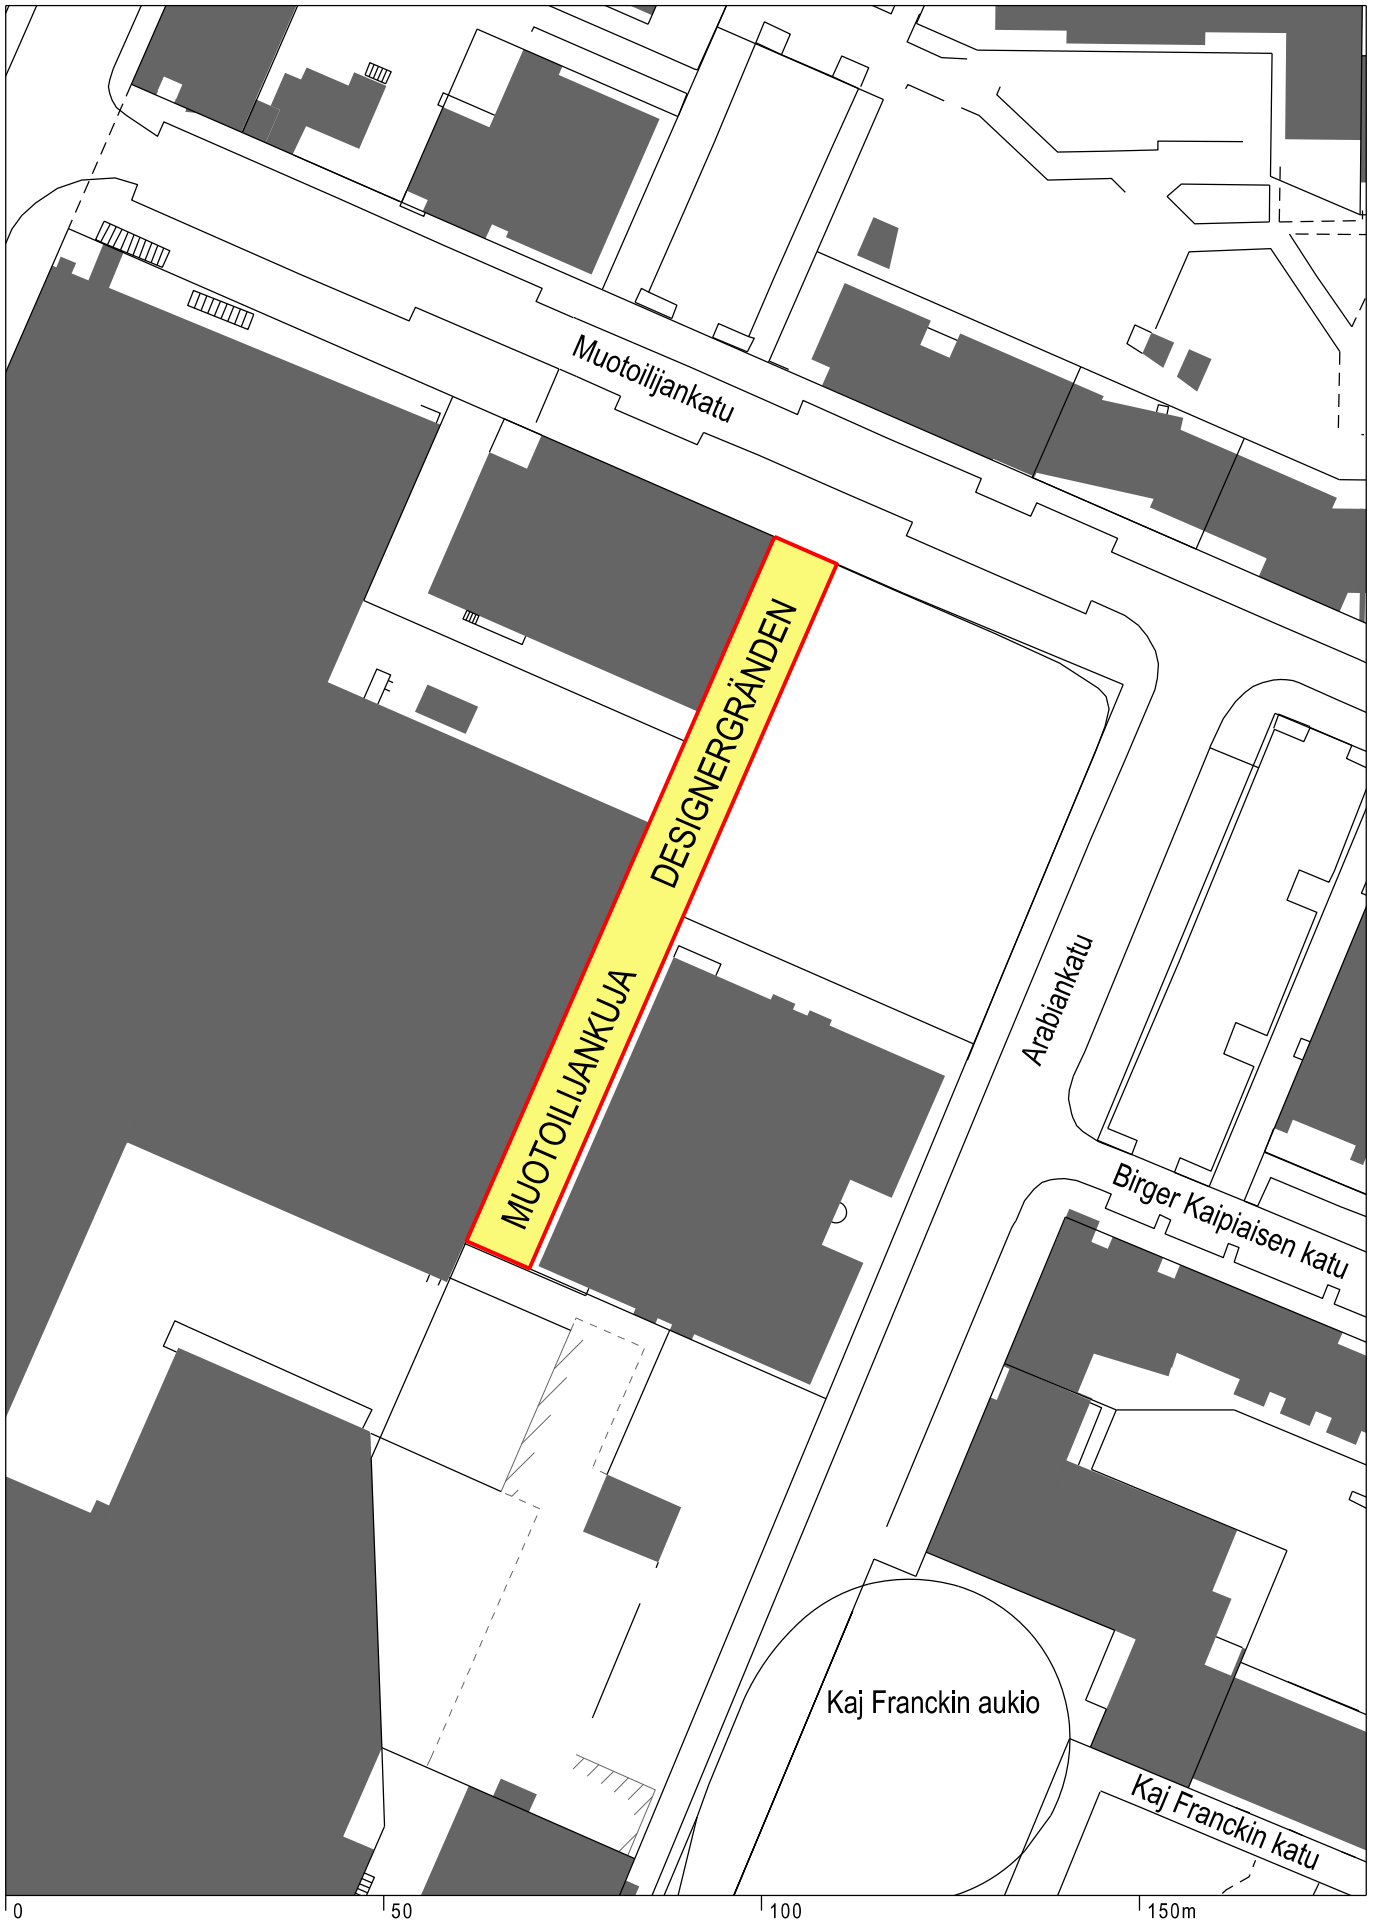 Muotoilijankatu
DESIGNERGRÄNDEN
MUOTOILIJANKUJA
Arabiankatu
Birger Kaipiaisen katu
Kaj Franckin aukio
Kaj Franckin katu
0 50 100 150m